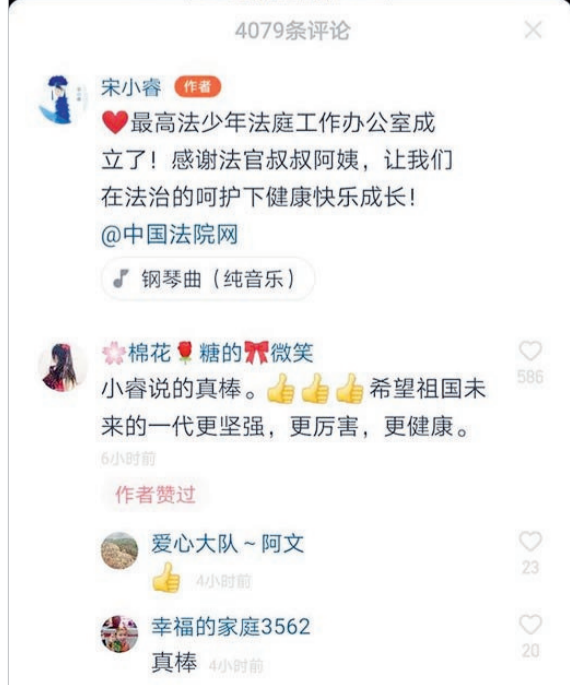 4079条评论
宋小睿 作者
❤️最高法少年法庭工作办公室成
立了！感谢法官叔叔阿姨，让我们
在法治的呵护下健康快乐成长！
@中国法院网
钢琴曲（纯音乐）
🌸棉花🌹糖的🎀微笑
小睿说的真棒。👍👍👍希望祖国未
来的一代更坚强，更厉害，更健康。
586
6小时前
作者赞过
爱心大队～阿文
👍 4小时前
23
幸福的家庭3562
真棒 4小时前
20